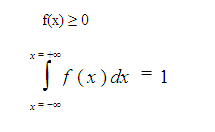 f(x) ≥ 0
x = +∞
∫ f ( x ) dx = 1
x = −∞